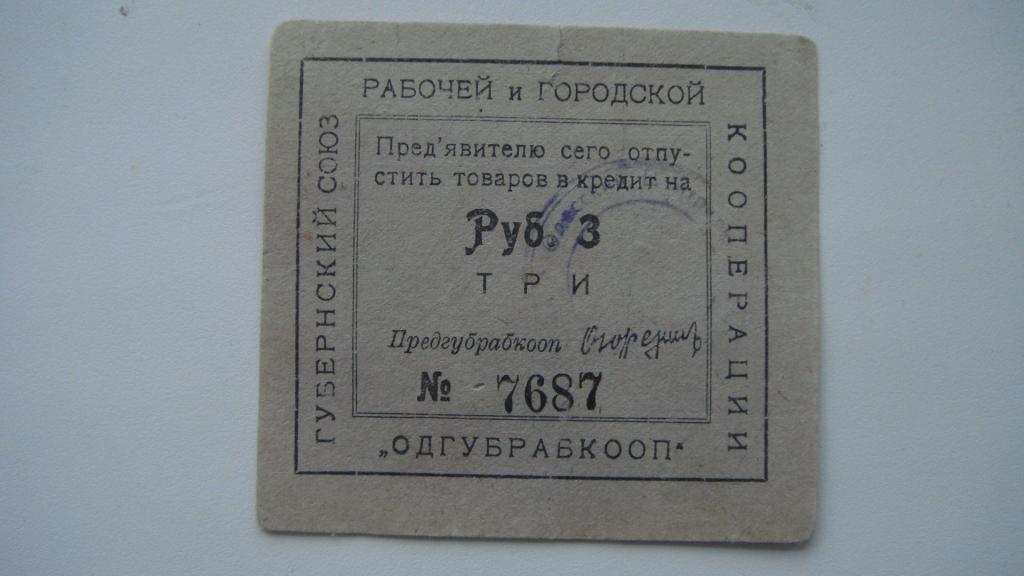 ГУБЕРНСКИЙ СОЮЗ
РАБОЧЕЙ и ГОРОДСКОЙ
КООПЕРАЦИИ
Пред'явителю сего отпу-
стить товаров в кредит на
Руб. 3
ТРИ
Предгубрабкооп
№ 7687
„ОДГУБРАБКООП“